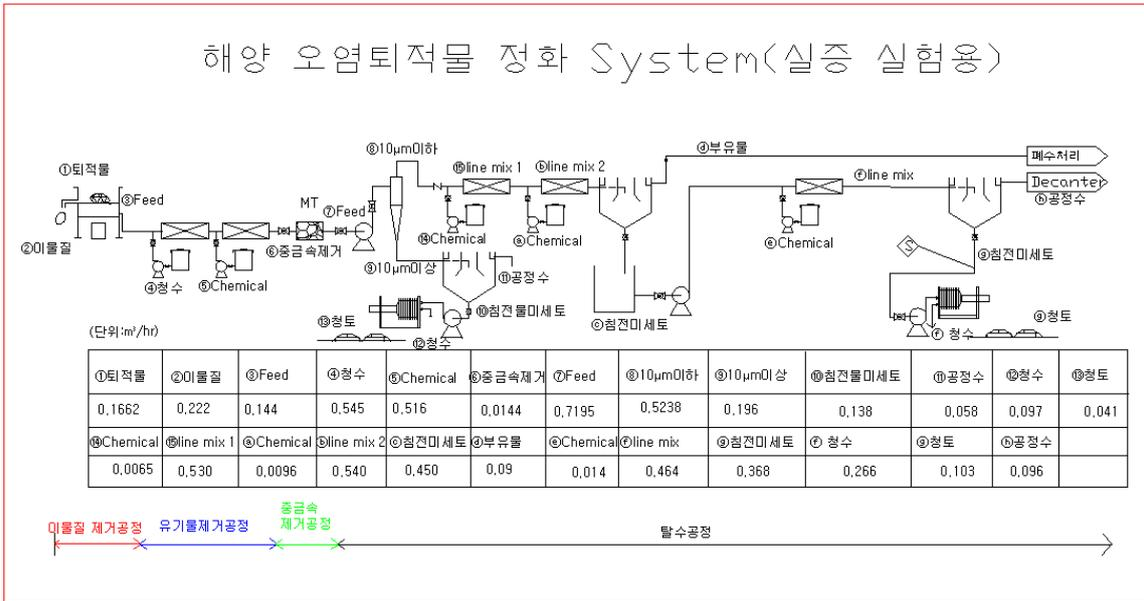 해양 오염퇴적물 정화 System(실증 실험용)
⑧10µm이하
ⓓ부유물
폐수처리
①퇴적물
⑮line mix 1
ⓑline mix 2
ⓕline mix
Decanter
③Feed
MT
⑦Feed
ⓗ공정수
②이물질
⑥중금속제거
⑭Chemical
ⓐChemical
ⓔChemical
S
ⓖ침전미세토
④청수
⑤Chemical
⑨10µm이상
⑪공정수
⑩침전물미세토
ⓒ침전미세토
⑬청토
⑫청수
ⓕ 청수
ⓖ청토
(단위:m³/hr)
①퇴적물 ②이물질 ③Feed ④청수 ⑤Chemical ⑥중금속제거 ⑦Feed ⑧10µm이하 ⑨10µm이상 ⑩침전물미세토 ⑪공정수 ⑫청수 ⑬청토
0.1662 0.222 0.144 0.545 0.516 0.0144 0.7195 0.5238 0.196 0.138 0.058 0.097 0.041
⑭Chemical ⑮line mix 1 ⓐChemical ⓑline mix 2 ⓒ침전미세토 ⓓ부유물 ⓔChemical ⓕline mix ⓖ침전미세토 ⓕ 청수 ⓖ청토 ⓗ공정수
0.0065 0.530 0.0096 0.540 0.450 0.09 0.014 0.464 0.368 0.266 0.103 0.096
이물질 제거공정
유기물제거공정
중금속
제거공정
탈수공정